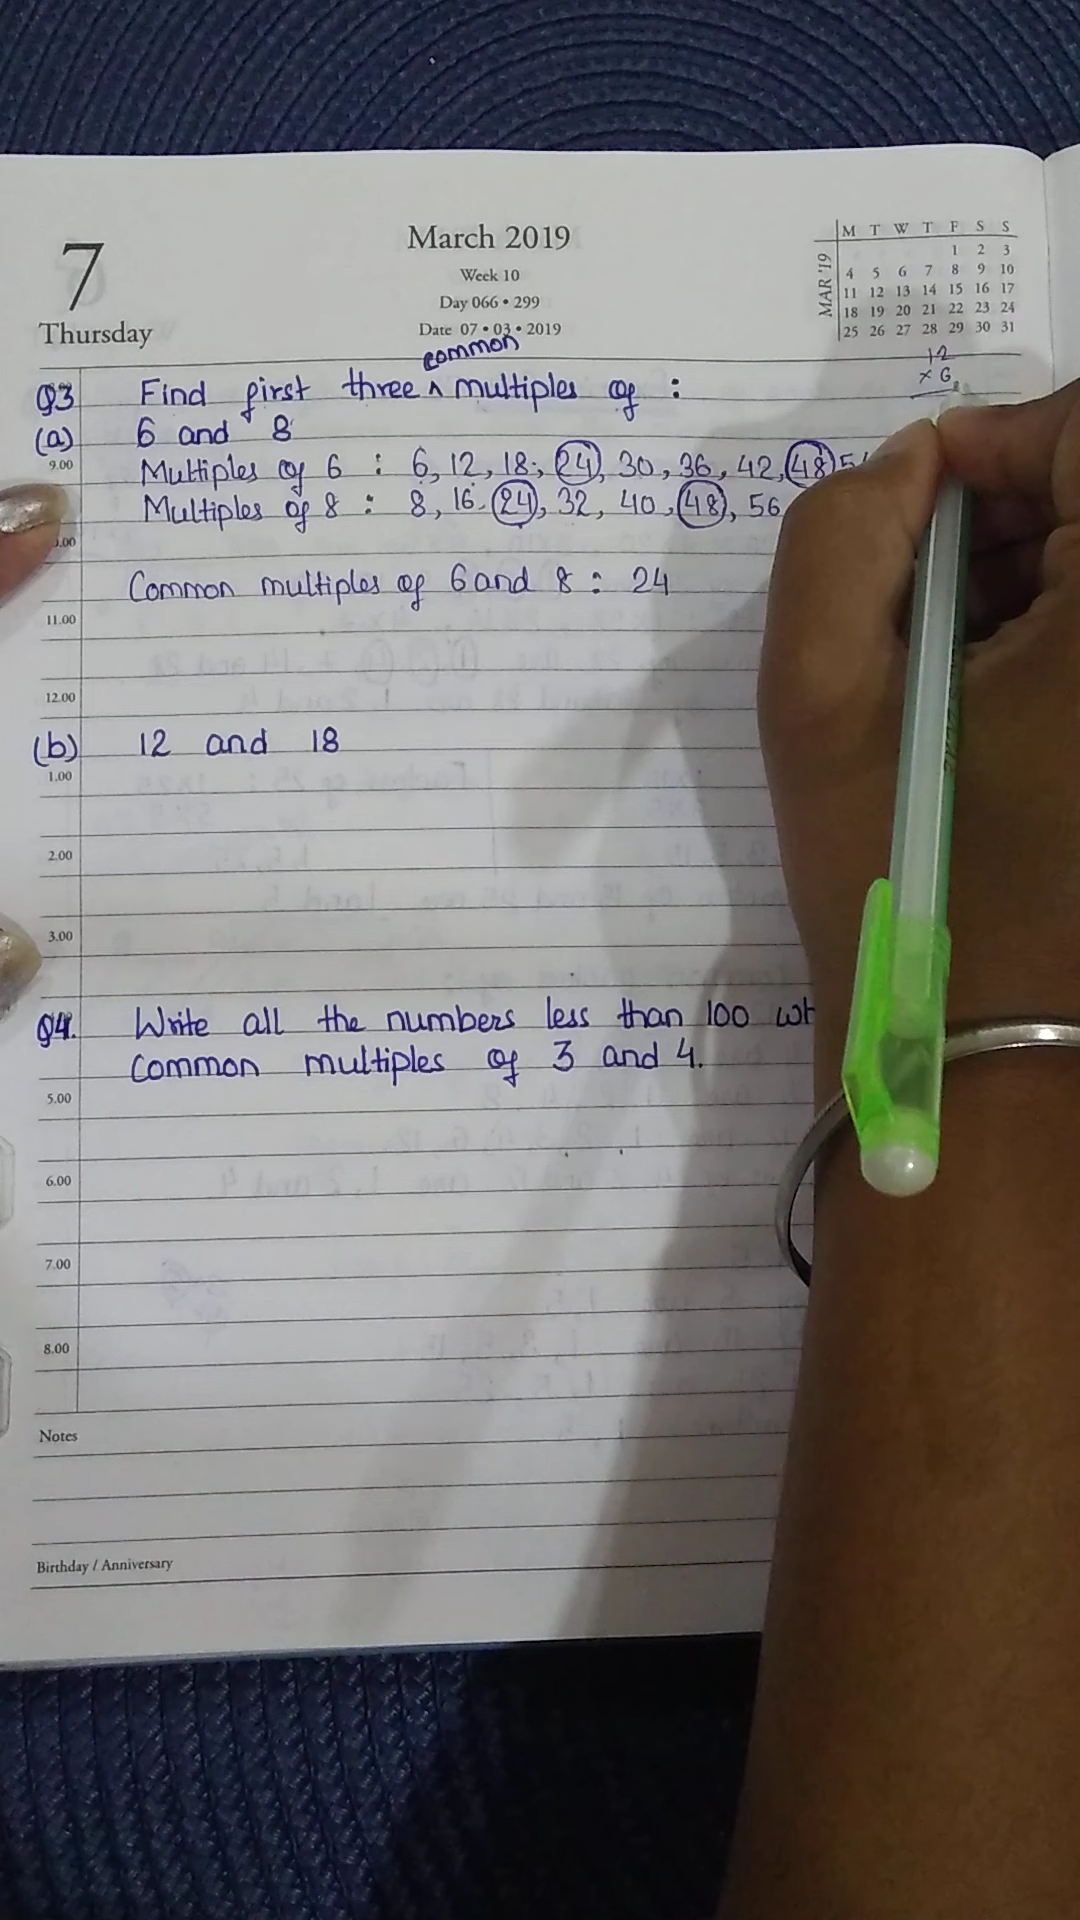 7
Thursday
March 2019
Week 10
Day 066 • 299
Date 07 • 03 • 2019
MAR '19
M T W T F S S
1 2 3
4 5 6 7 8 9 10
11 12 13 14 15 16 17
18 19 20 21 22 23 24
25 26 27 28 29 30 31
12
× 6
common
Q3 Find first three ^ multiples of :
(a) 6 and 8
9.00
Multiples of 6 : 6, 12, 18, 24, 30, 36, 42, 48
Multiples of 8 : 8, 16, 24, 32, 40, 48, 56
Common multiples of 6 and 8 : 24
11.00
12.00
(b) 12 and 18
1.00
2.00
3.00
Q4. Write all the numbers less than 100
common multiples of 3 and 4.
5.00
6.00
7.00
8.00
Notes
Birthday / Anniversary